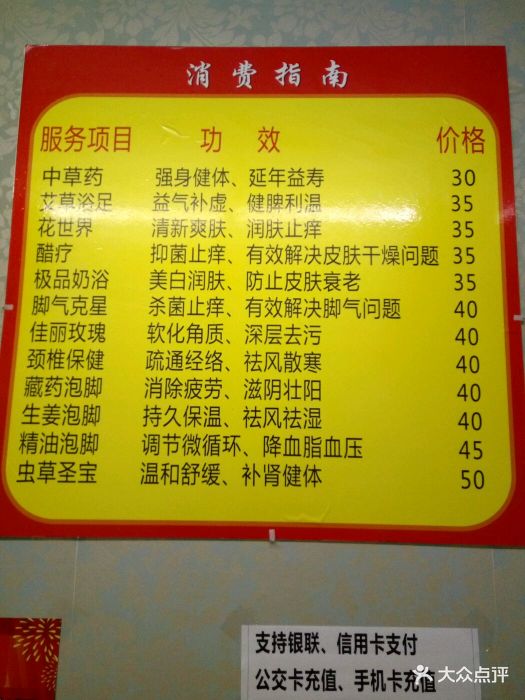 消费指南
服务项目 功 效 价格
中草药 强身健体、延年益寿 30
艾草浴足 益气补虚、健脾利温 35
花世界 清新爽肤、润肤止痒 35
醋疗 抑菌止痒、有效解决皮肤干燥问题 35
极品奶浴 美白润肤、防止皮肤衰老 35
脚气克星 杀菌止痒、有效解决脚气问题 40
佳丽玫瑰 软化角质、深层去污 40
颈椎保健 疏通经络、祛风散寒 40
藏药泡脚 消除疲劳、滋阴壮阳 40
生姜泡脚 持久保温、祛风祛湿 40
精油泡脚 调节微循环、降血脂血压 45
虫草圣宝 温和舒缓、补肾健体 50
支持银联、信用卡支付
公交卡充值、手机卡充值
大众点评